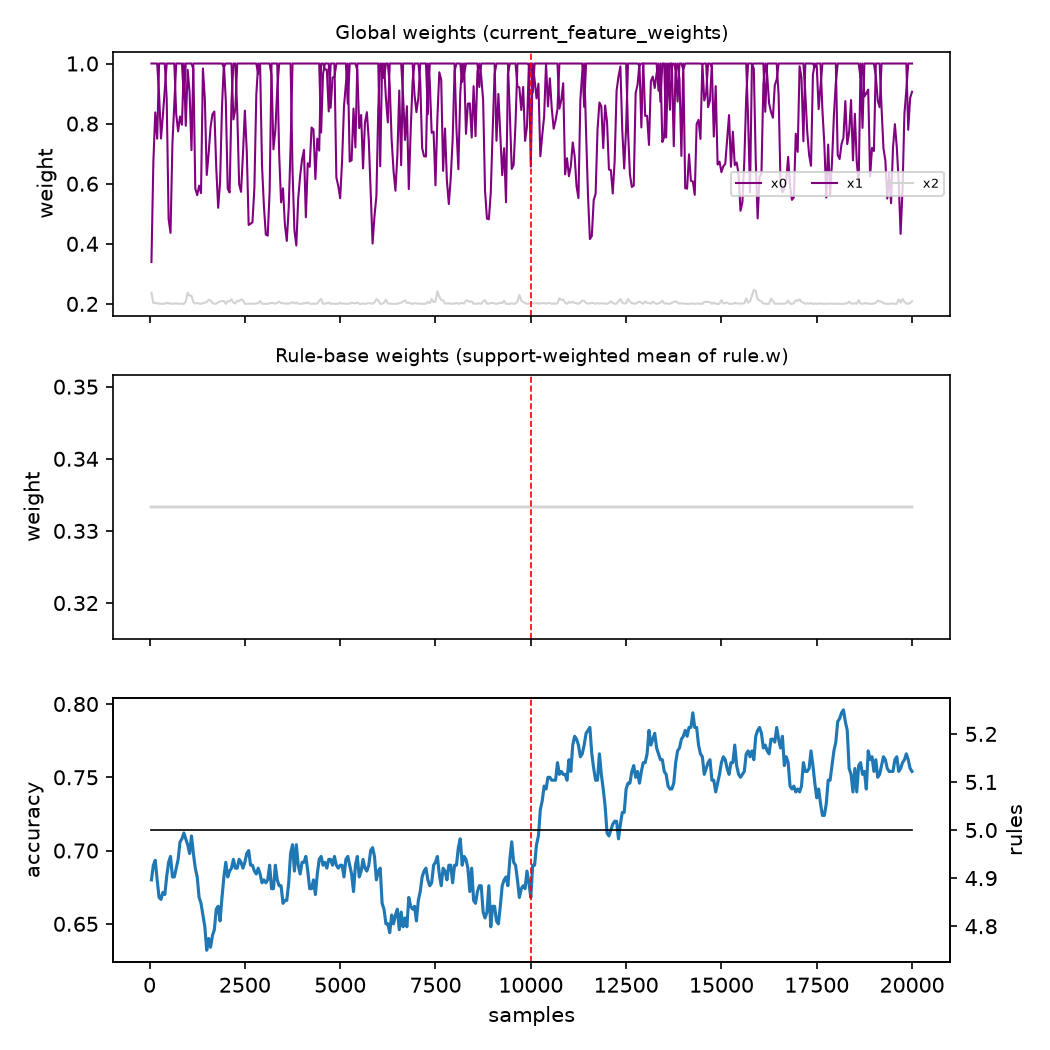 Global weights (current_feature_weights)
1.0
0.8
0.6
0.4
0.2
weight
x0 x1 x2
Rule-base weights (support-weighted mean of rule.w)
0.35
0.34
0.33
0.32
weight
0.80
0.75
0.70
0.65
accuracy
5.2
5.1
5.0
4.9
4.8
rules
0 2500 5000 7500 10000 12500 15000 17500 20000
samples